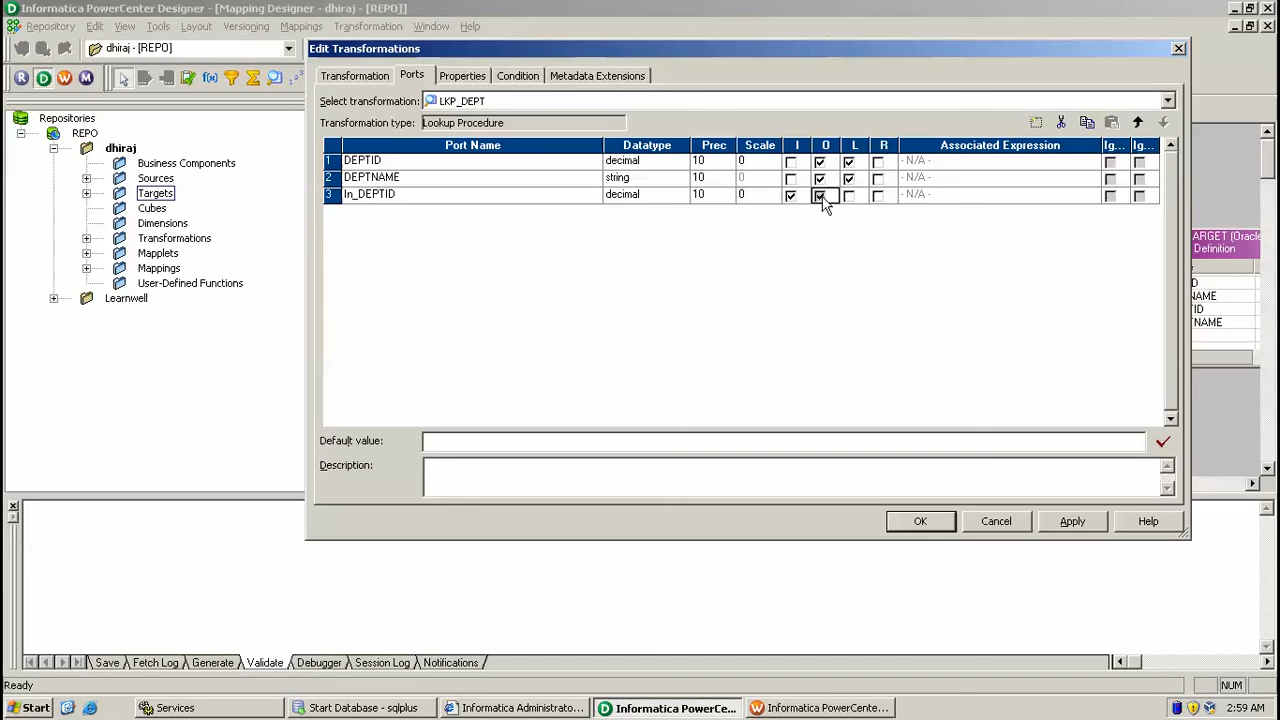 Informatica PowerCenter Designer - [Mapping Designer - dhiraj - [REPO]]
Repository Edit View Tools Layout Versioning Mappings Transformation Window Help
dhiraj - [REPO]
Edit Transformations
Transformation Ports Properties Condition Metadata Extensions
Select transformation: LKP_DEPT
Transformation type: Lookup Procedure
Port Name Datatype Prec Scale I O L R Associated Expression Ig... Ig...
1 DEPTID decimal 10 0 - N/A -
2 DEPTNAME string 10 0 - N/A -
3 In_DEPTID decimal 10 0 - N/A -
Default value:
Description:
OK Cancel Apply Help
R D W M f(x)
Repositories
REPO
dhiraj
Business Components
Sources
Targets
Cubes
Dimensions
Transformations
Mapplets
Mappings
User-Defined Functions
Learnwell
ARGET (Oracle
Definition
D
NAME
TID
TNAME
Save Fetch Log Generate Validate Debugger Session Log Notifications
Ready
NUM
Start Services Start Database - sqlplus Informatica Administrato... Informatica PowerCe... Informatica PowerCente... 2:59 AM